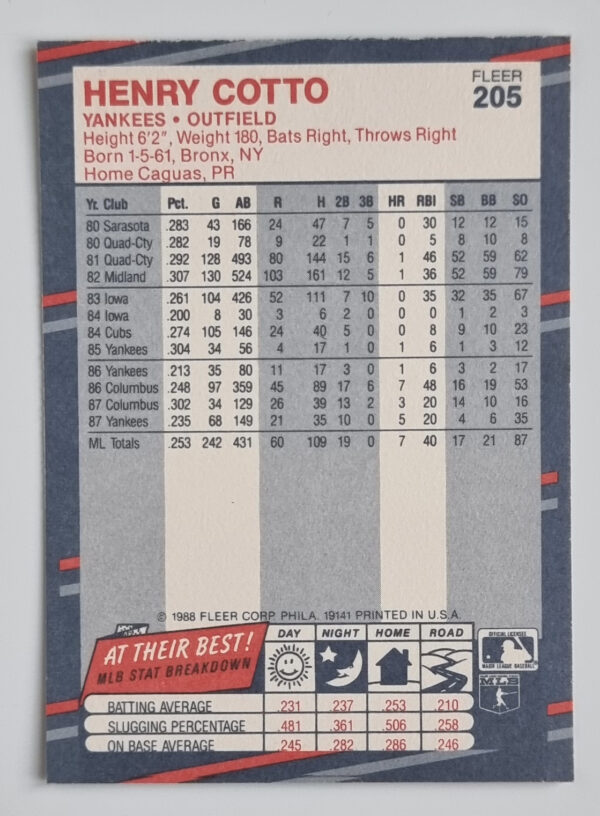 HENRY COTTO
FLEER
205
YANKEES • OUTFIELD
Height 6'2", Weight 180, Bats Right, Throws Right
Born 1-5-61, Bronx, NY
Home Caguas, PR
Yr. Club Pct. G AB R H 2B 3B HR RBI SB BB SO
80 Sarasota .283 43 166 24 47 7 5 0 30 12 12 15
80 Quad-Cty .282 19 78 9 22 1 1 0 5 8 10 8
81 Quad-Cty .292 128 493 80 144 15 6 1 46 52 59 62
82 Midland .307 130 524 103 161 12 5 1 36 52 59 79
83 Iowa .261 104 426 52 111 7 10 0 35 32 35 67
84 Iowa .200 8 30 3 6 2 0 0 0 1 2 3
84 Cubs .274 105 146 24 40 5 0 0 8 9 10 23
85 Yankees .304 34 56 4 17 1 0 1 6 1 3 12
86 Yankees .213 35 80 11 17 3 0 1 6 3 2 17
86 Columbus .248 97 359 45 89 17 6 7 48 16 19 53
87 Columbus .302 34 129 26 39 13 2 3 20 14 10 16
87 Yankees .235 68 149 21 35 10 0 5 20 4 6 35
ML Totals .253 242 431 60 109 19 0 7 40 17 21 87
© 1988 FLEER CORP. PHILA. 19141 PRINTED IN U.S.A.
AT THEIR BEST!
MLB STAT BREAKDOWN
DAY NIGHT HOME ROAD
BATTING AVERAGE .231 .237 .253 .210
SLUGGING PERCENTAGE .481 .361 .506 .258
ON BASE AVERAGE .245 .282 .286 .246
OFFICIAL LICENSEE
MAJOR LEAGUE BASEBALL
MLB